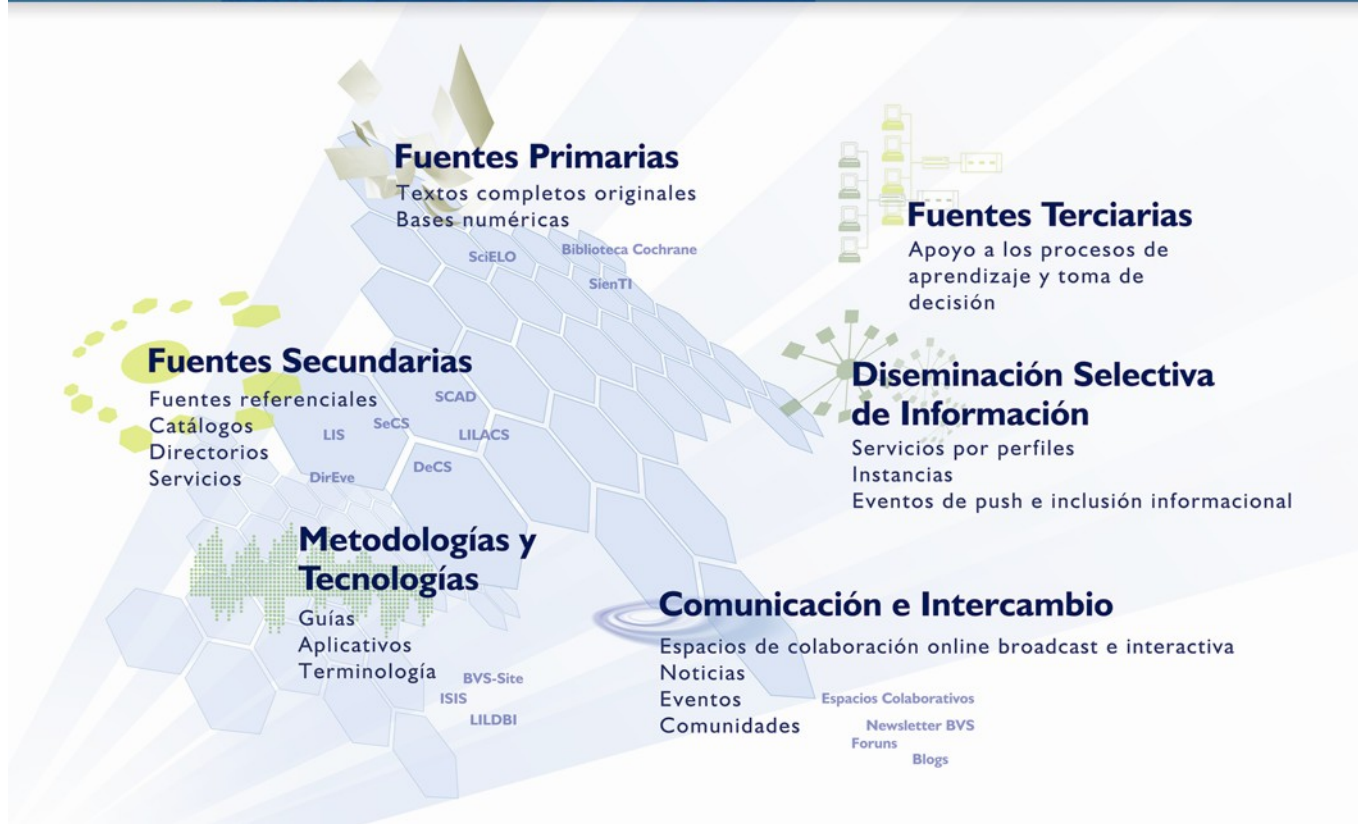 Fuentes Primarias
Textos completos originales
Bases numéricas
SciELO
Biblioteca Cochrane
SienTI
Fuentes Terciarias
Apoyo a los procesos de
aprendizaje y toma de
decisión
Fuentes Secundarias
Fuentes referenciales
Catálogos
Directorios
Servicios
SCAD
SeCS
LIS
LILACS
DeCS
DirEve
Diseminación Selectiva
de Información
Servicios por perfiles
Instancias
Eventos de push e inclusión informacional
Metodologías y
Tecnologías
Guías
Aplicativos
Terminología
BVS-Site
ISIS
LILDBI
Comunicación e Intercambio
Espacios de colaboración online broadcast e interactiva
Noticias
Eventos
Comunidades
Espacios Colaborativos
Newsletter BVS
Foruns
Blogs